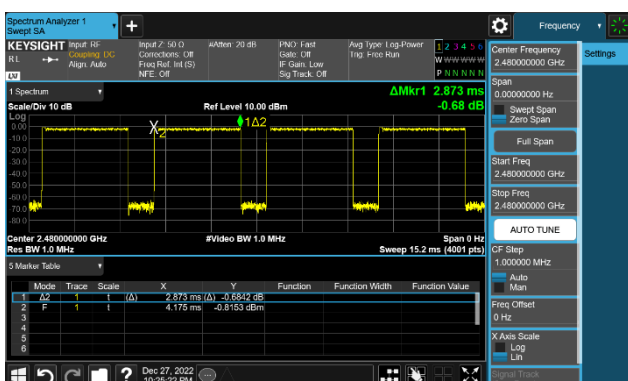 Spectrum Analyzer 1
Swept SA
+
Frequency
KEYSIGHT
RL
LV
Input: RF
Coupling: DC
Align: Auto
Input Z: 50 Ω
Corrections: Off
Freq Ref: Int (S)
NFE: Off
#Atten: 20 dB
PNO: Fast
Gate: Off
IF Gain: Low
Sig Track: Off
Avg Type: Log-Power
Trig: Free Run
1 2 3 4 5 6
W W W W W W
P N N N N N
Settings
Center Frequency
2.480000000 GHz
Span
0.00000000 Hz
Swept Span
Zero Span
Full Span
Start Freq
2.480000000 GHz
Stop Freq
2.480000000 GHz
AUTO TUNE
CF Step
1.000000 MHz
Auto
Man
Freq Offset
0 Hz
X Axis Scale
Log
Lin
Signal Track
1 Spectrum
Scale/Div 10 dB
Ref Level 10.00 dBm
ΔMkr1 2.873 ms
-0.68 dB
Log
0.00
-10.0
-20.0
-30.0
-40.0
-50.0
-60.0
-70.0
-80.0
X2
1Δ2
Center 2.480000000 GHz
Res BW 1.0 MHz
#Video BW 1.0 MHz
Span 0 Hz
Sweep 15.2 ms (4001 pts)
5 Marker Table
Mode Trace Scale X Y Function Function Width Function Value
1 Δ2 1 t (Δ) 2.873 ms (Δ) -0.6842 dB
2 F 1 t 4.175 ms -0.8153 dBm
3
4
5
6
?
Dec 27, 2022
10:25:22 PM